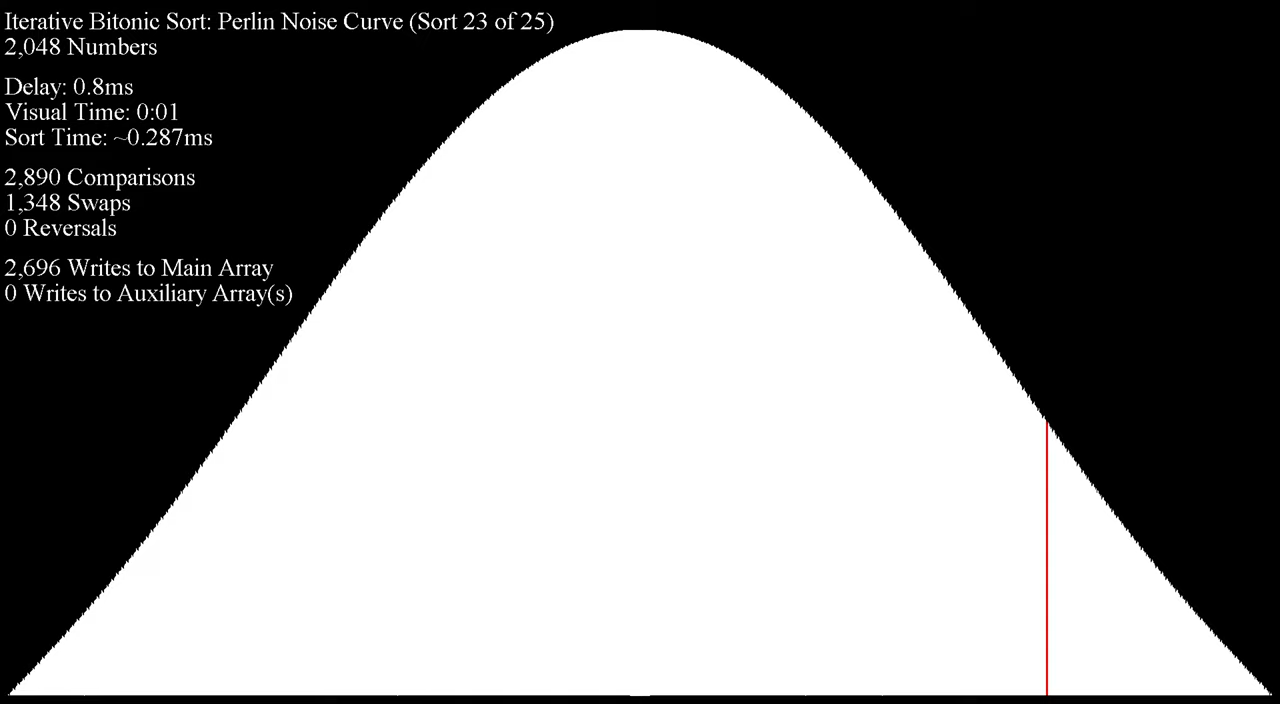 Iterative Bitonic Sort: Perlin Noise Curve (Sort 23 of 25)
2,048 Numbers
Delay: 0.8ms
Visual Time: 0:01
Sort Time: ~0.287ms
2,890 Comparisons
1,348 Swaps
0 Reversals
2,696 Writes to Main Array
0 Writes to Auxiliary Array(s)